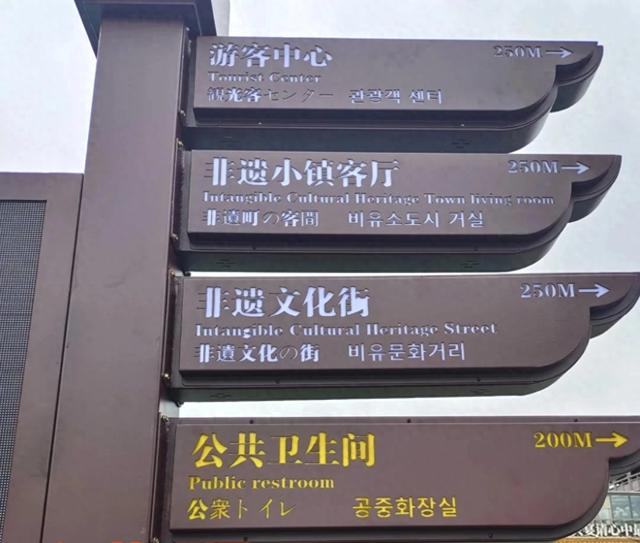 游客中心 250M→
Tourist Center
観光客センター 관광객 센터
非遗小镇客厅 250M→
Intangible Cultural Heritage Town living room
非遺町の客間 비유소도시 거실
非遗文化街 250M→
Intangible Cultural Heritage Street
非遺文化の街 비유문화거리
公共卫生间 200M→
Public restroom
公衆トイレ 공중화장실